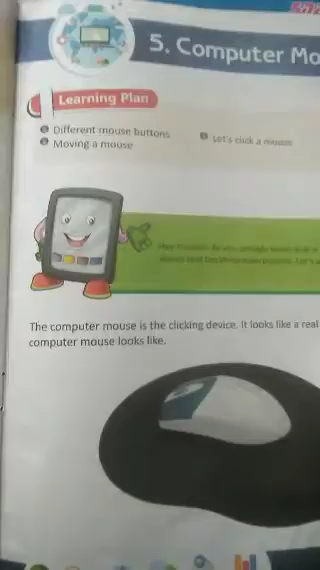 5. Computer Mo
Learning Plan
Different mouse buttons
Let's click a mouse
Moving a mouse
The computer mouse is the clicking device. It looks like a real
computer mouse looks like.